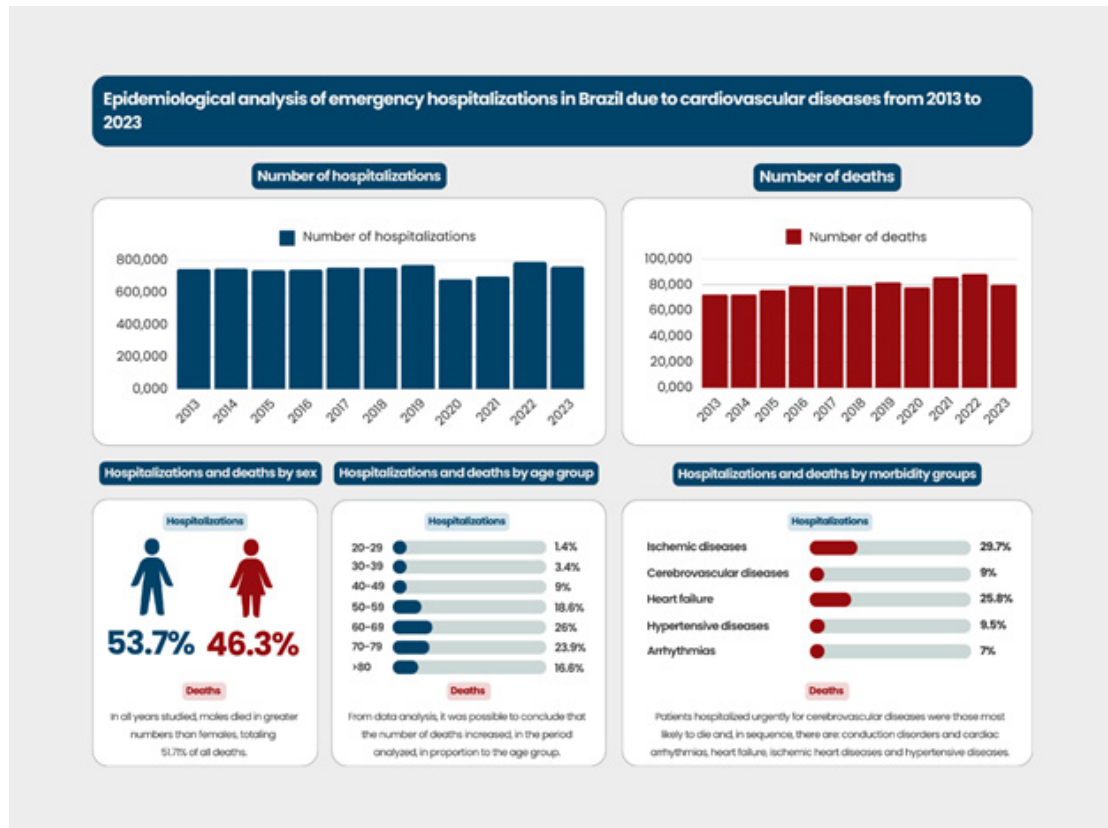 Epidemiological analysis of emergency hospitalizations in Brazil due to cardiovascular diseases from 2013 to
2023
Number of hospitalizations
Number of hospitalizations
800,000
600,000
400,000
200,000
0,000
2013 2014 2015 2016 2017 2018 2019 2020 2021 2022 2023
Number of deaths
Number of deaths
100,000
80,000
60,000
40,000
20,000
0,000
2013 2014 2015 2016 2017 2018 2019 2020 2021 2022 2023
Hospitalizations and deaths by sex
Hospitalizations
53.7% 46.3%
Deaths
In all years studied, males died in greater
numbers than females, totaling
51.71% of all deaths.
Hospitalizations and deaths by age group
Hospitalizations
20-29 1.4%
30-39 3.4%
40-49 9%
50-59 18.6%
60-69 26%
70-79 23.9%
>80 16.6%
Deaths
From data analysis, it was possible to conclude that
the number of deaths increased, in the period
analyzed, in proportion to the age group.
Hospitalizations and deaths by morbidity groups
Hospitalizations
Ischemic diseases 29.7%
Cerebrovascular diseases 9%
Heart failure 25.8%
Hypertensive diseases 9.5%
Arrhythmias 7%
Deaths
Patients hospitalized urgently for cerebrovascular diseases were those most
likely to die and, in sequence, there are: conduction disorders and cardiac
arrhythmias, heart failure, ischemic heart diseases and hypertensive diseases.